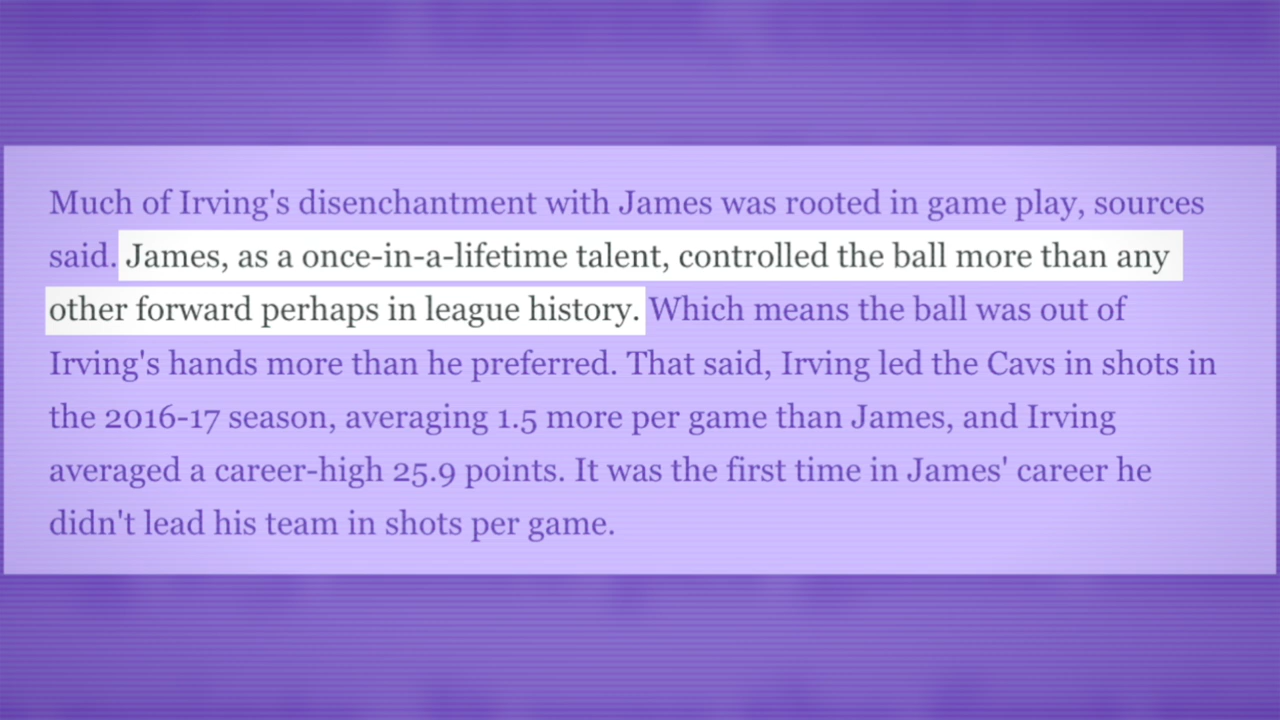 Much of Irving's disenchantment with James was rooted in game play, sources
said. James, as a once-in-a-lifetime talent, controlled the ball more than any
other forward perhaps in league history. Which means the ball was out of
Irving's hands more than he preferred. That said, Irving led the Cavs in shots in
the 2016-17 season, averaging 1.5 more per game than James, and Irving
averaged a career-high 25.9 points. It was the first time in James' career he
didn't lead his team in shots per game.